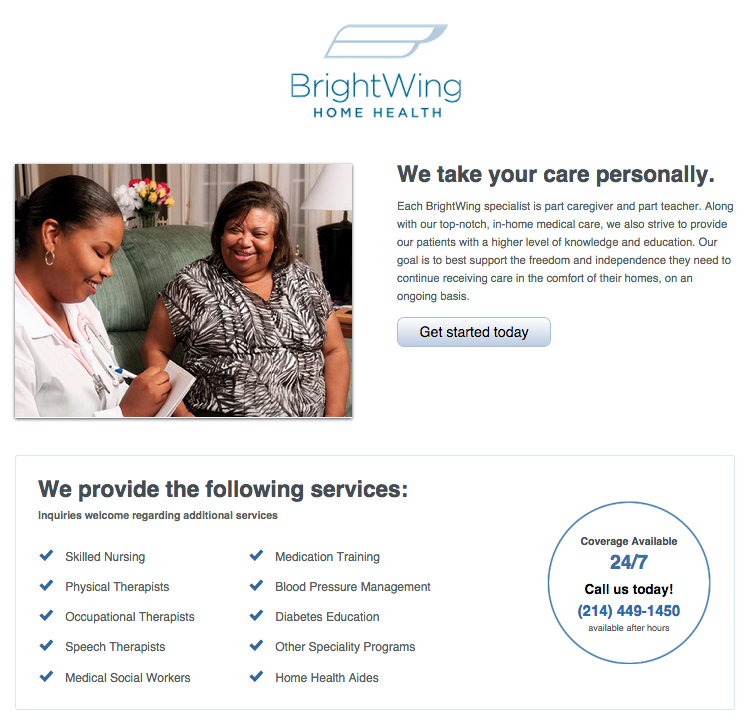 BrightWing
HOME HEALTH
We take your care personally.
Each BrightWing specialist is part caregiver and part teacher. Along
with our top-notch, in-home medical care, we also strive to provide
our patients with a higher level of knowledge and education. Our
goal is to best support the freedom and independence they need to
continue receiving care in the comfort of their homes, on an
ongoing basis.
Get started today
We provide the following services:
Inquiries welcome regarding additional services
Skilled Nursing
Physical Therapists
Occupational Therapists
Speech Therapists
Medical Social Workers
Medication Training
Blood Pressure Management
Diabetes Education
Other Speciality Programs
Home Health Aides
Coverage Available
24/7
Call us today!
(214) 449-1450
available after hours